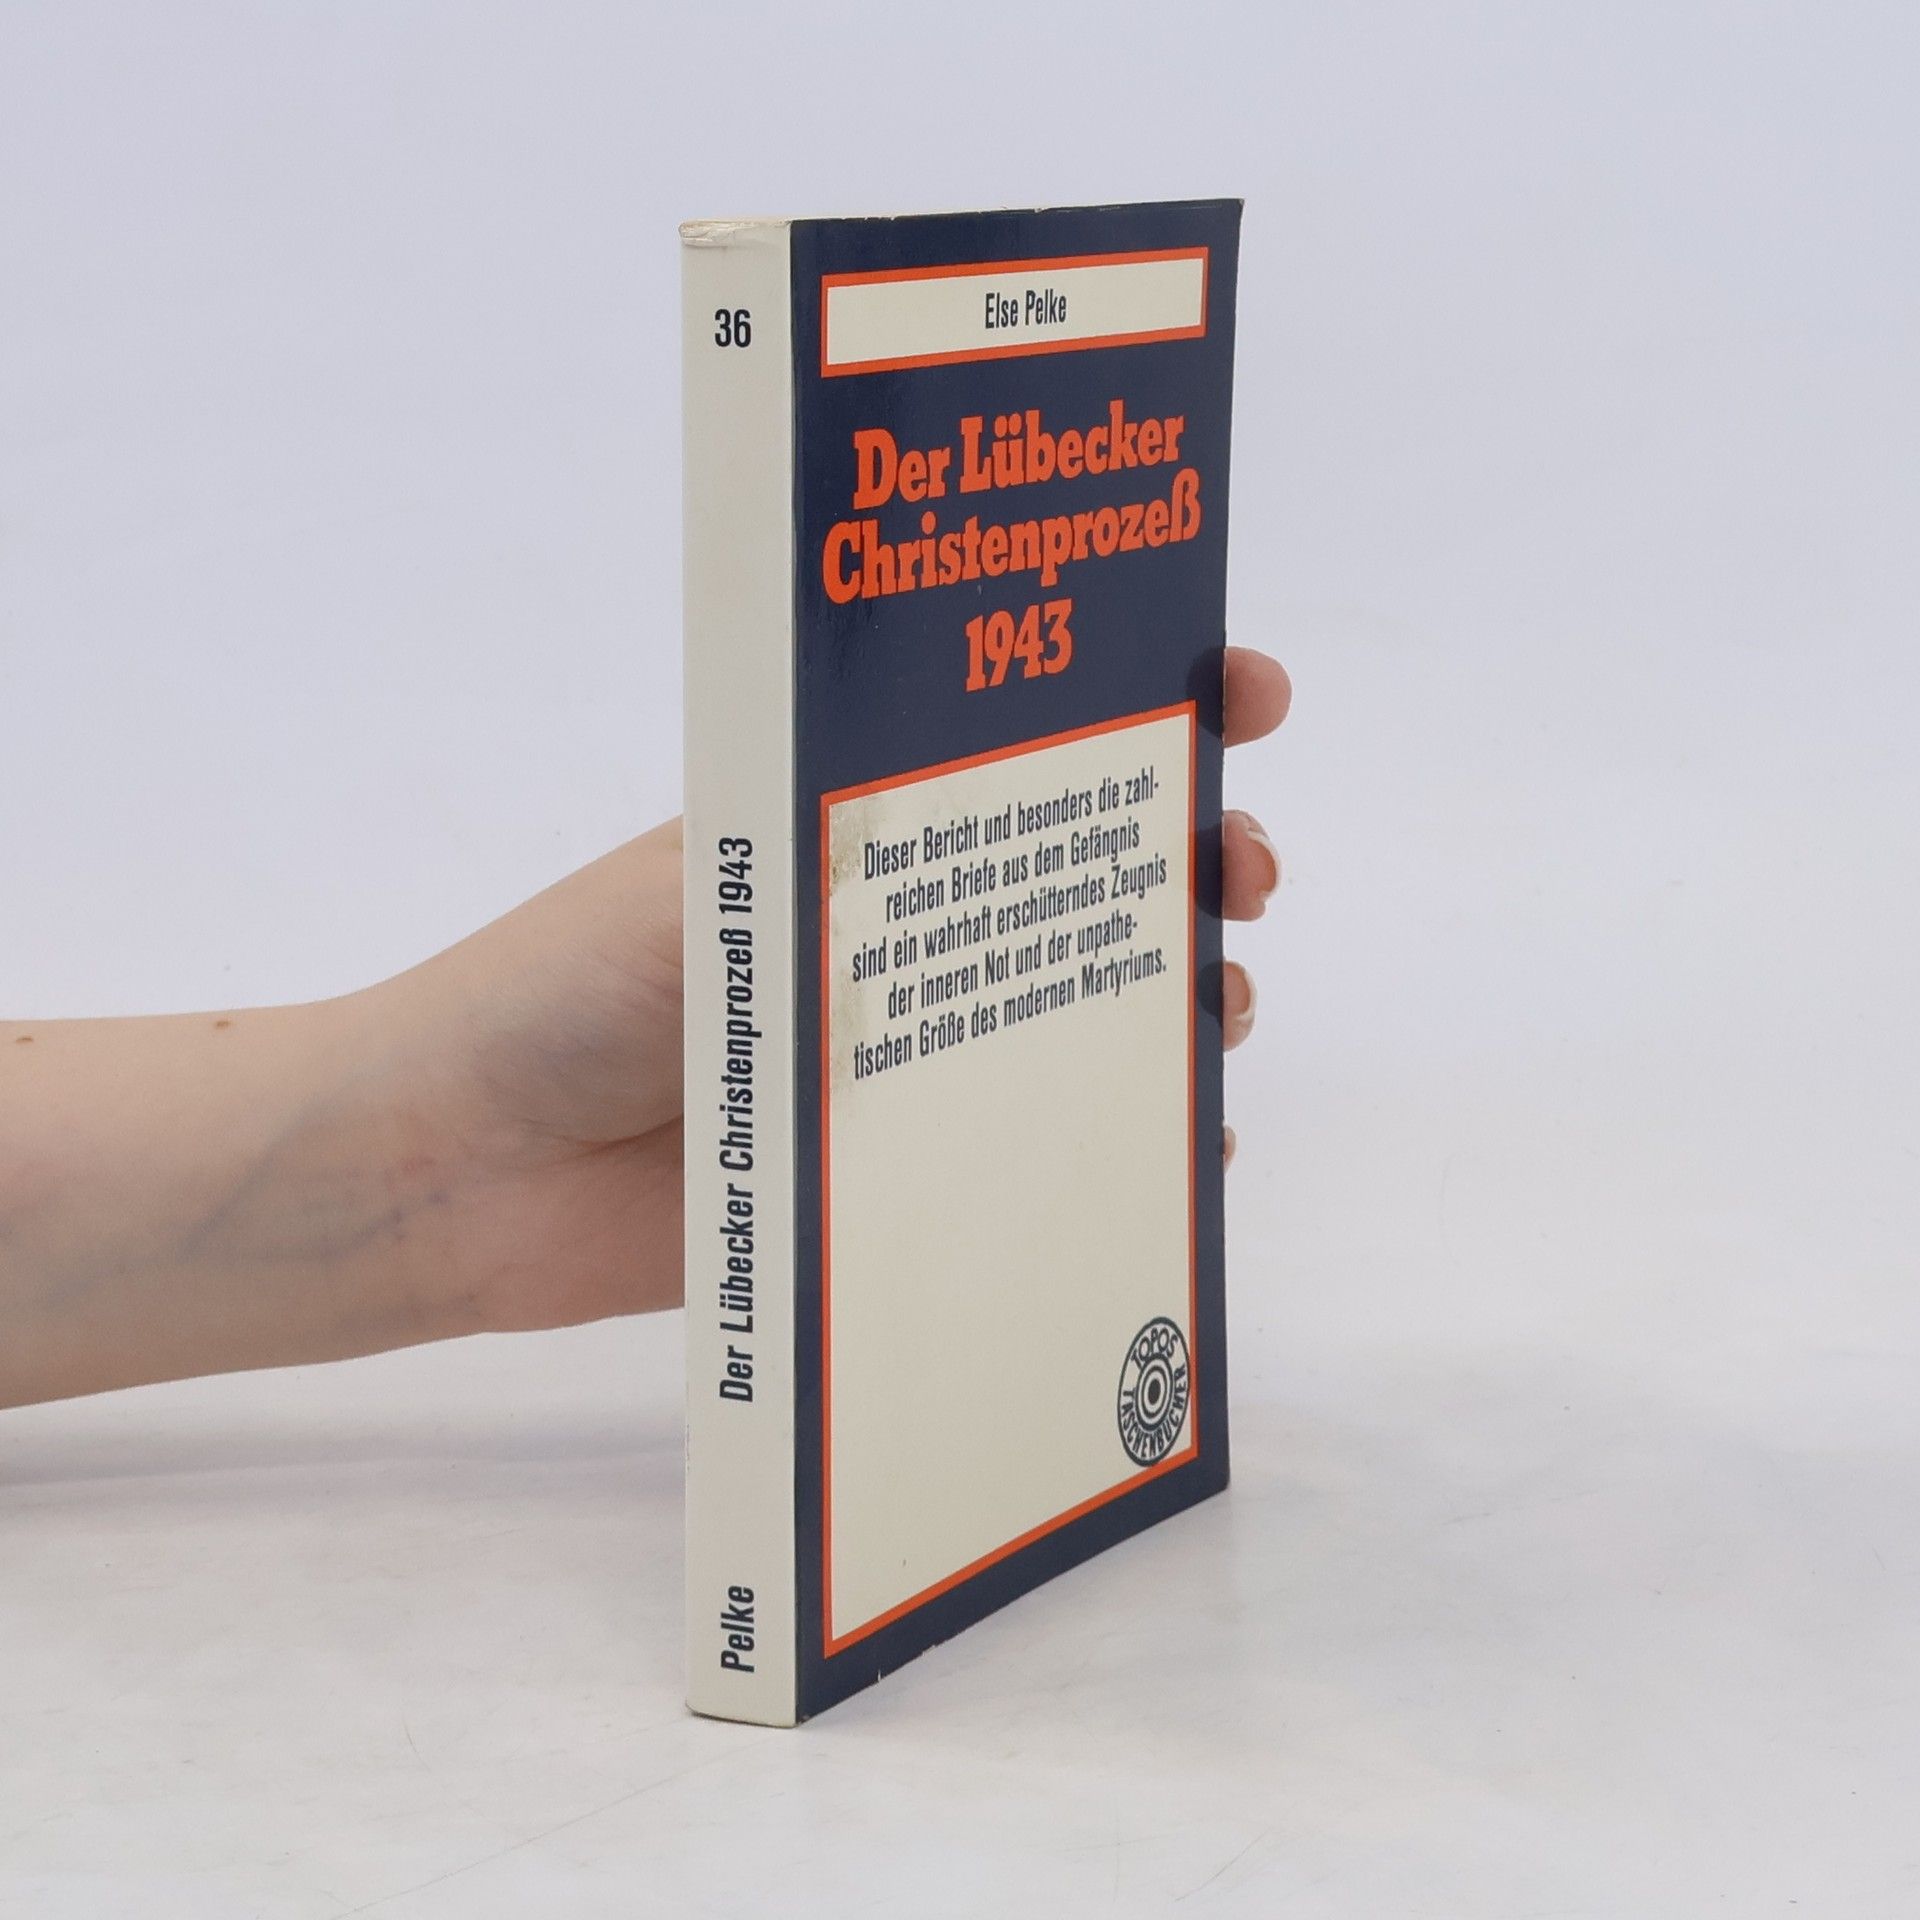 36
Der Lübecker Christenprozeß 1943
Pelke
Else Pelke
Der Lübecker
Christenprozeß
1943
Dieser Bericht und besonders die zahl-
reichen Briefe aus dem Gefängnis
sind ein wahrhaft erschütterndes Zeugnis
der inneren Not und der unpathe-
tischen Größe des modernen Martyriums.
TOPOS
TASCHENBÜCHER